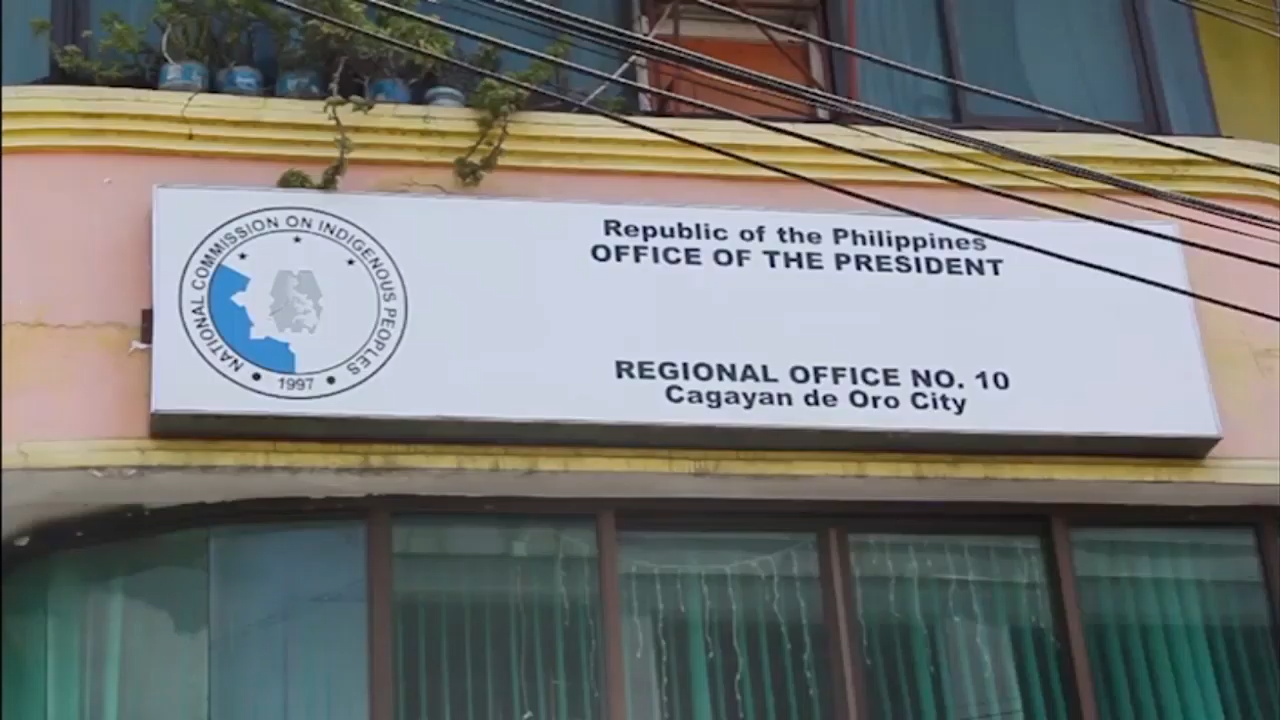 NATIONAL COMMISSION ON INDIGENOUS PEOPLES
1997
Republic of the Philippines
OFFICE OF THE PRESIDENT
REGIONAL OFFICE NO. 10
Cagayan de Oro City